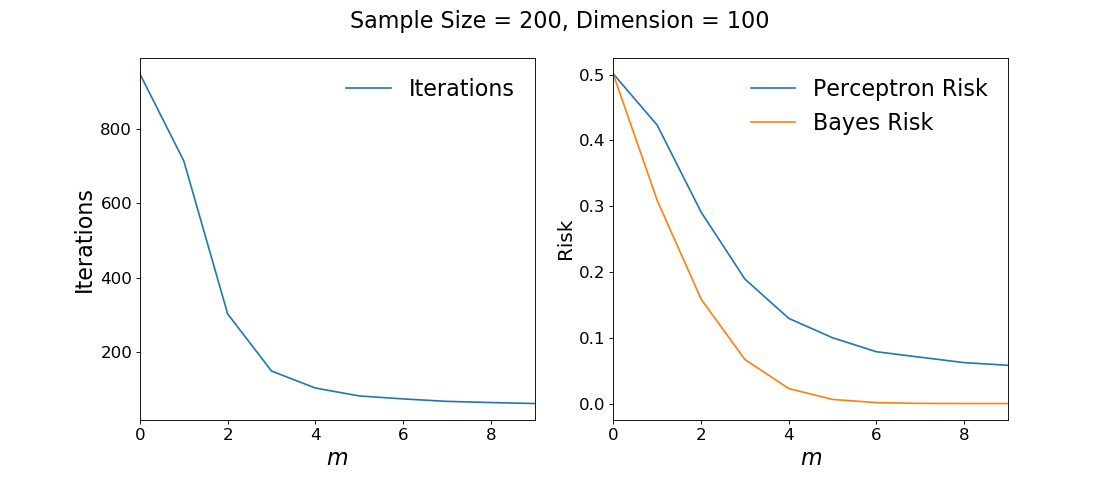 Sample Size = 200, Dimension = 100
Iterations
800
600
400
200
0
2
4
6
8
m
Iterations
Perceptron Risk
Bayes Risk
0.5
0.4
0.3
0.2
0.1
0.0
0
2
4
6
8
m
Risk